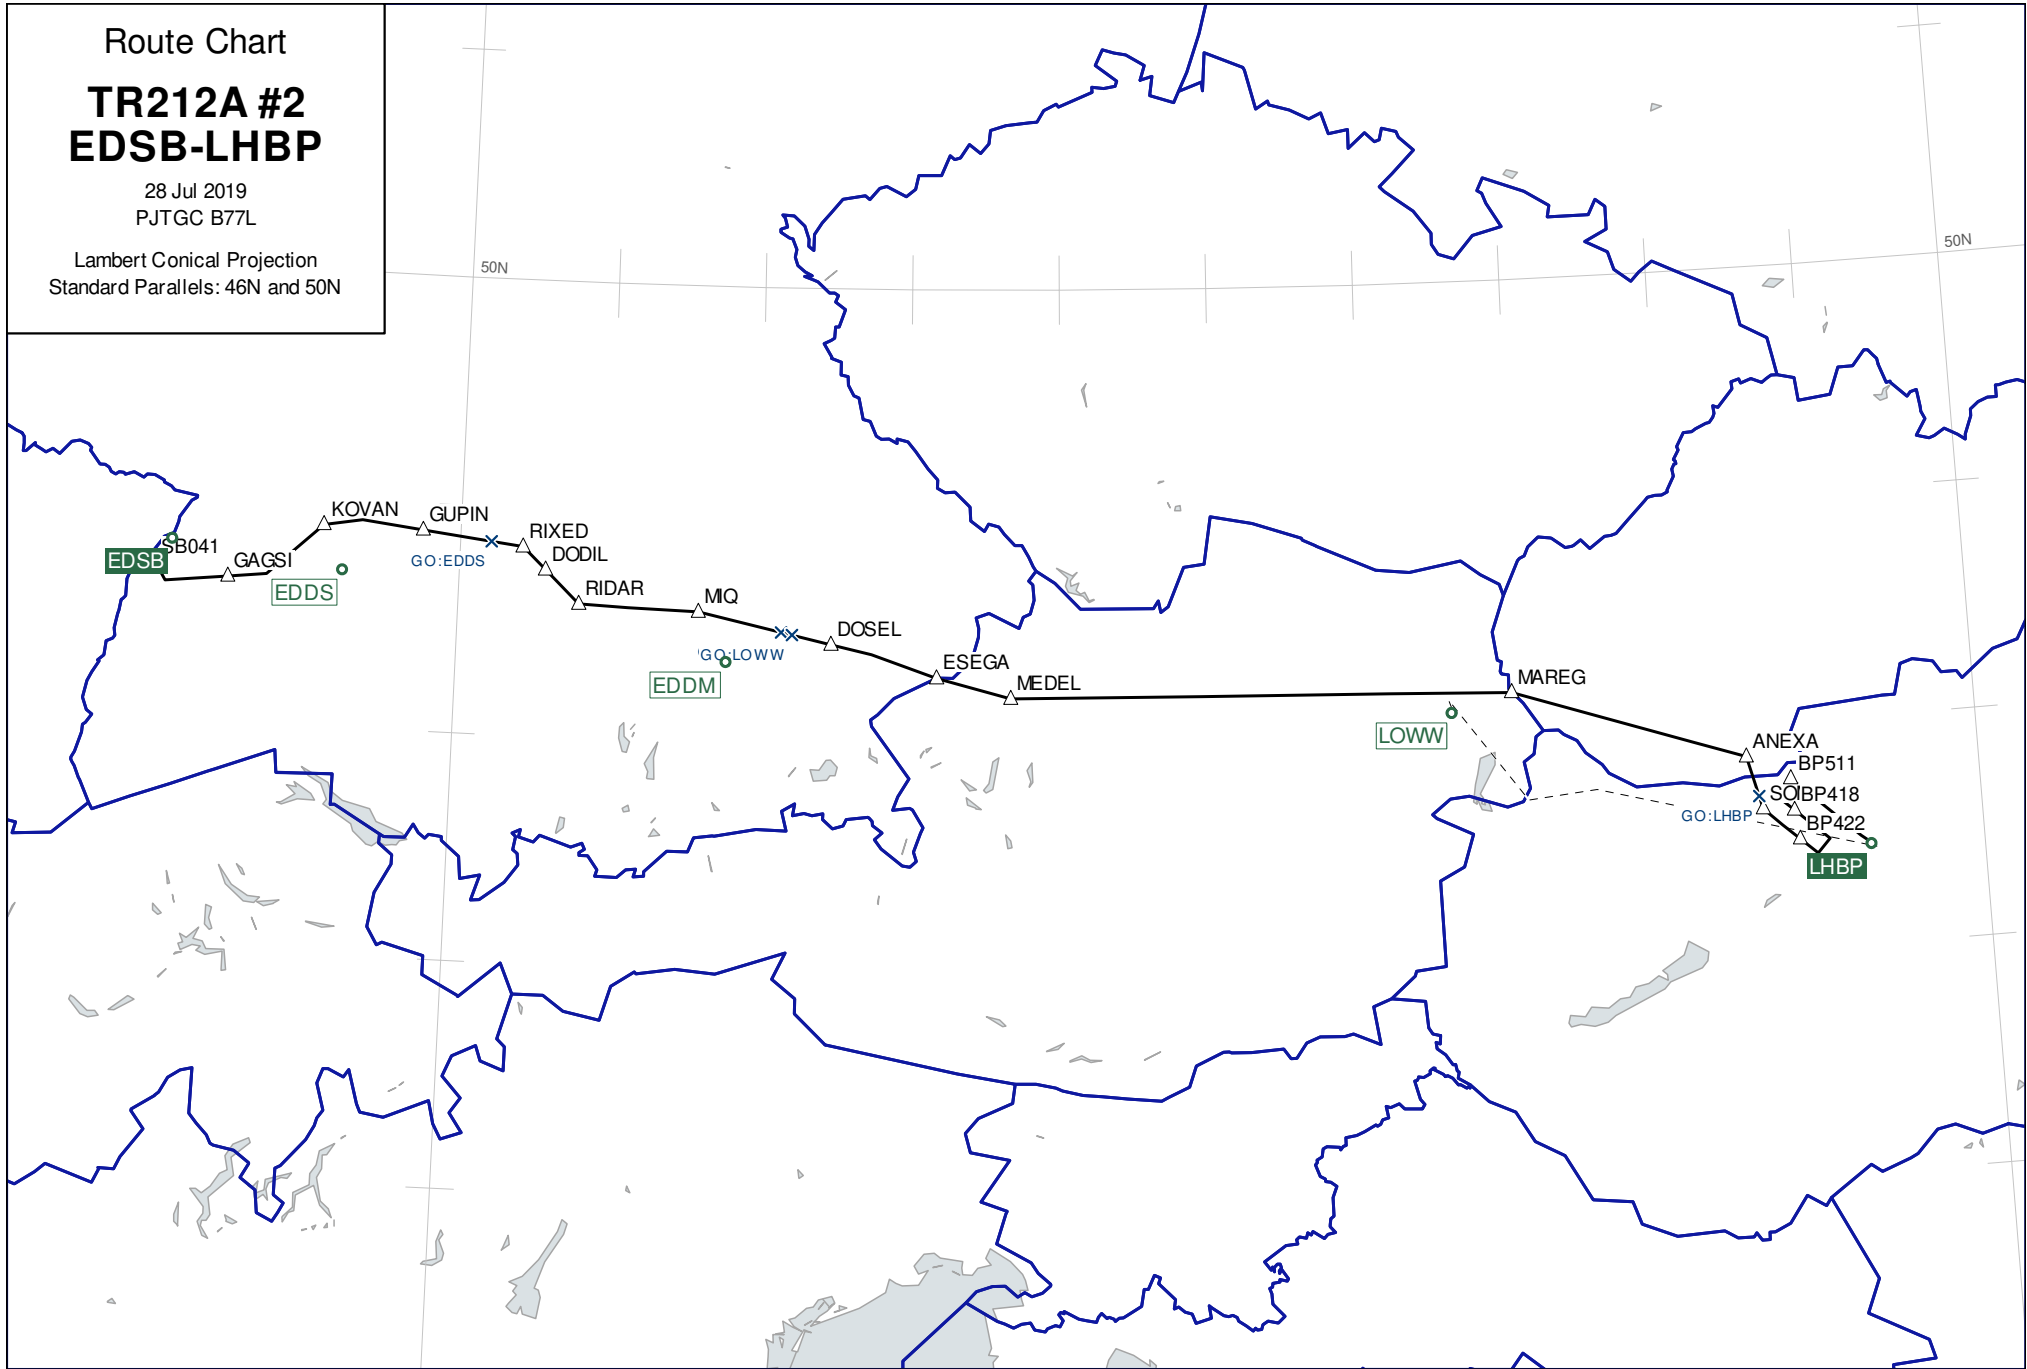 Route Chart
TR212A #2
EDSB-LHBP
28 Jul 2019
PJTGC B77L
Lambert Conical Projection
Standard Parallels: 46N and 50N
50N
50N
KOVAN
GUPIN
RIXED
SB041
EDSB
GAGSI
GO:EDDS
DODIL
EDDS
RIDAR
MIQ
DOSEL
GO:LOWW
ESEGA
EDDM
MEDEL
MAREG
LOWW
ANEXA
BP511
BP418
GO:LHBP
BP422
LHBP